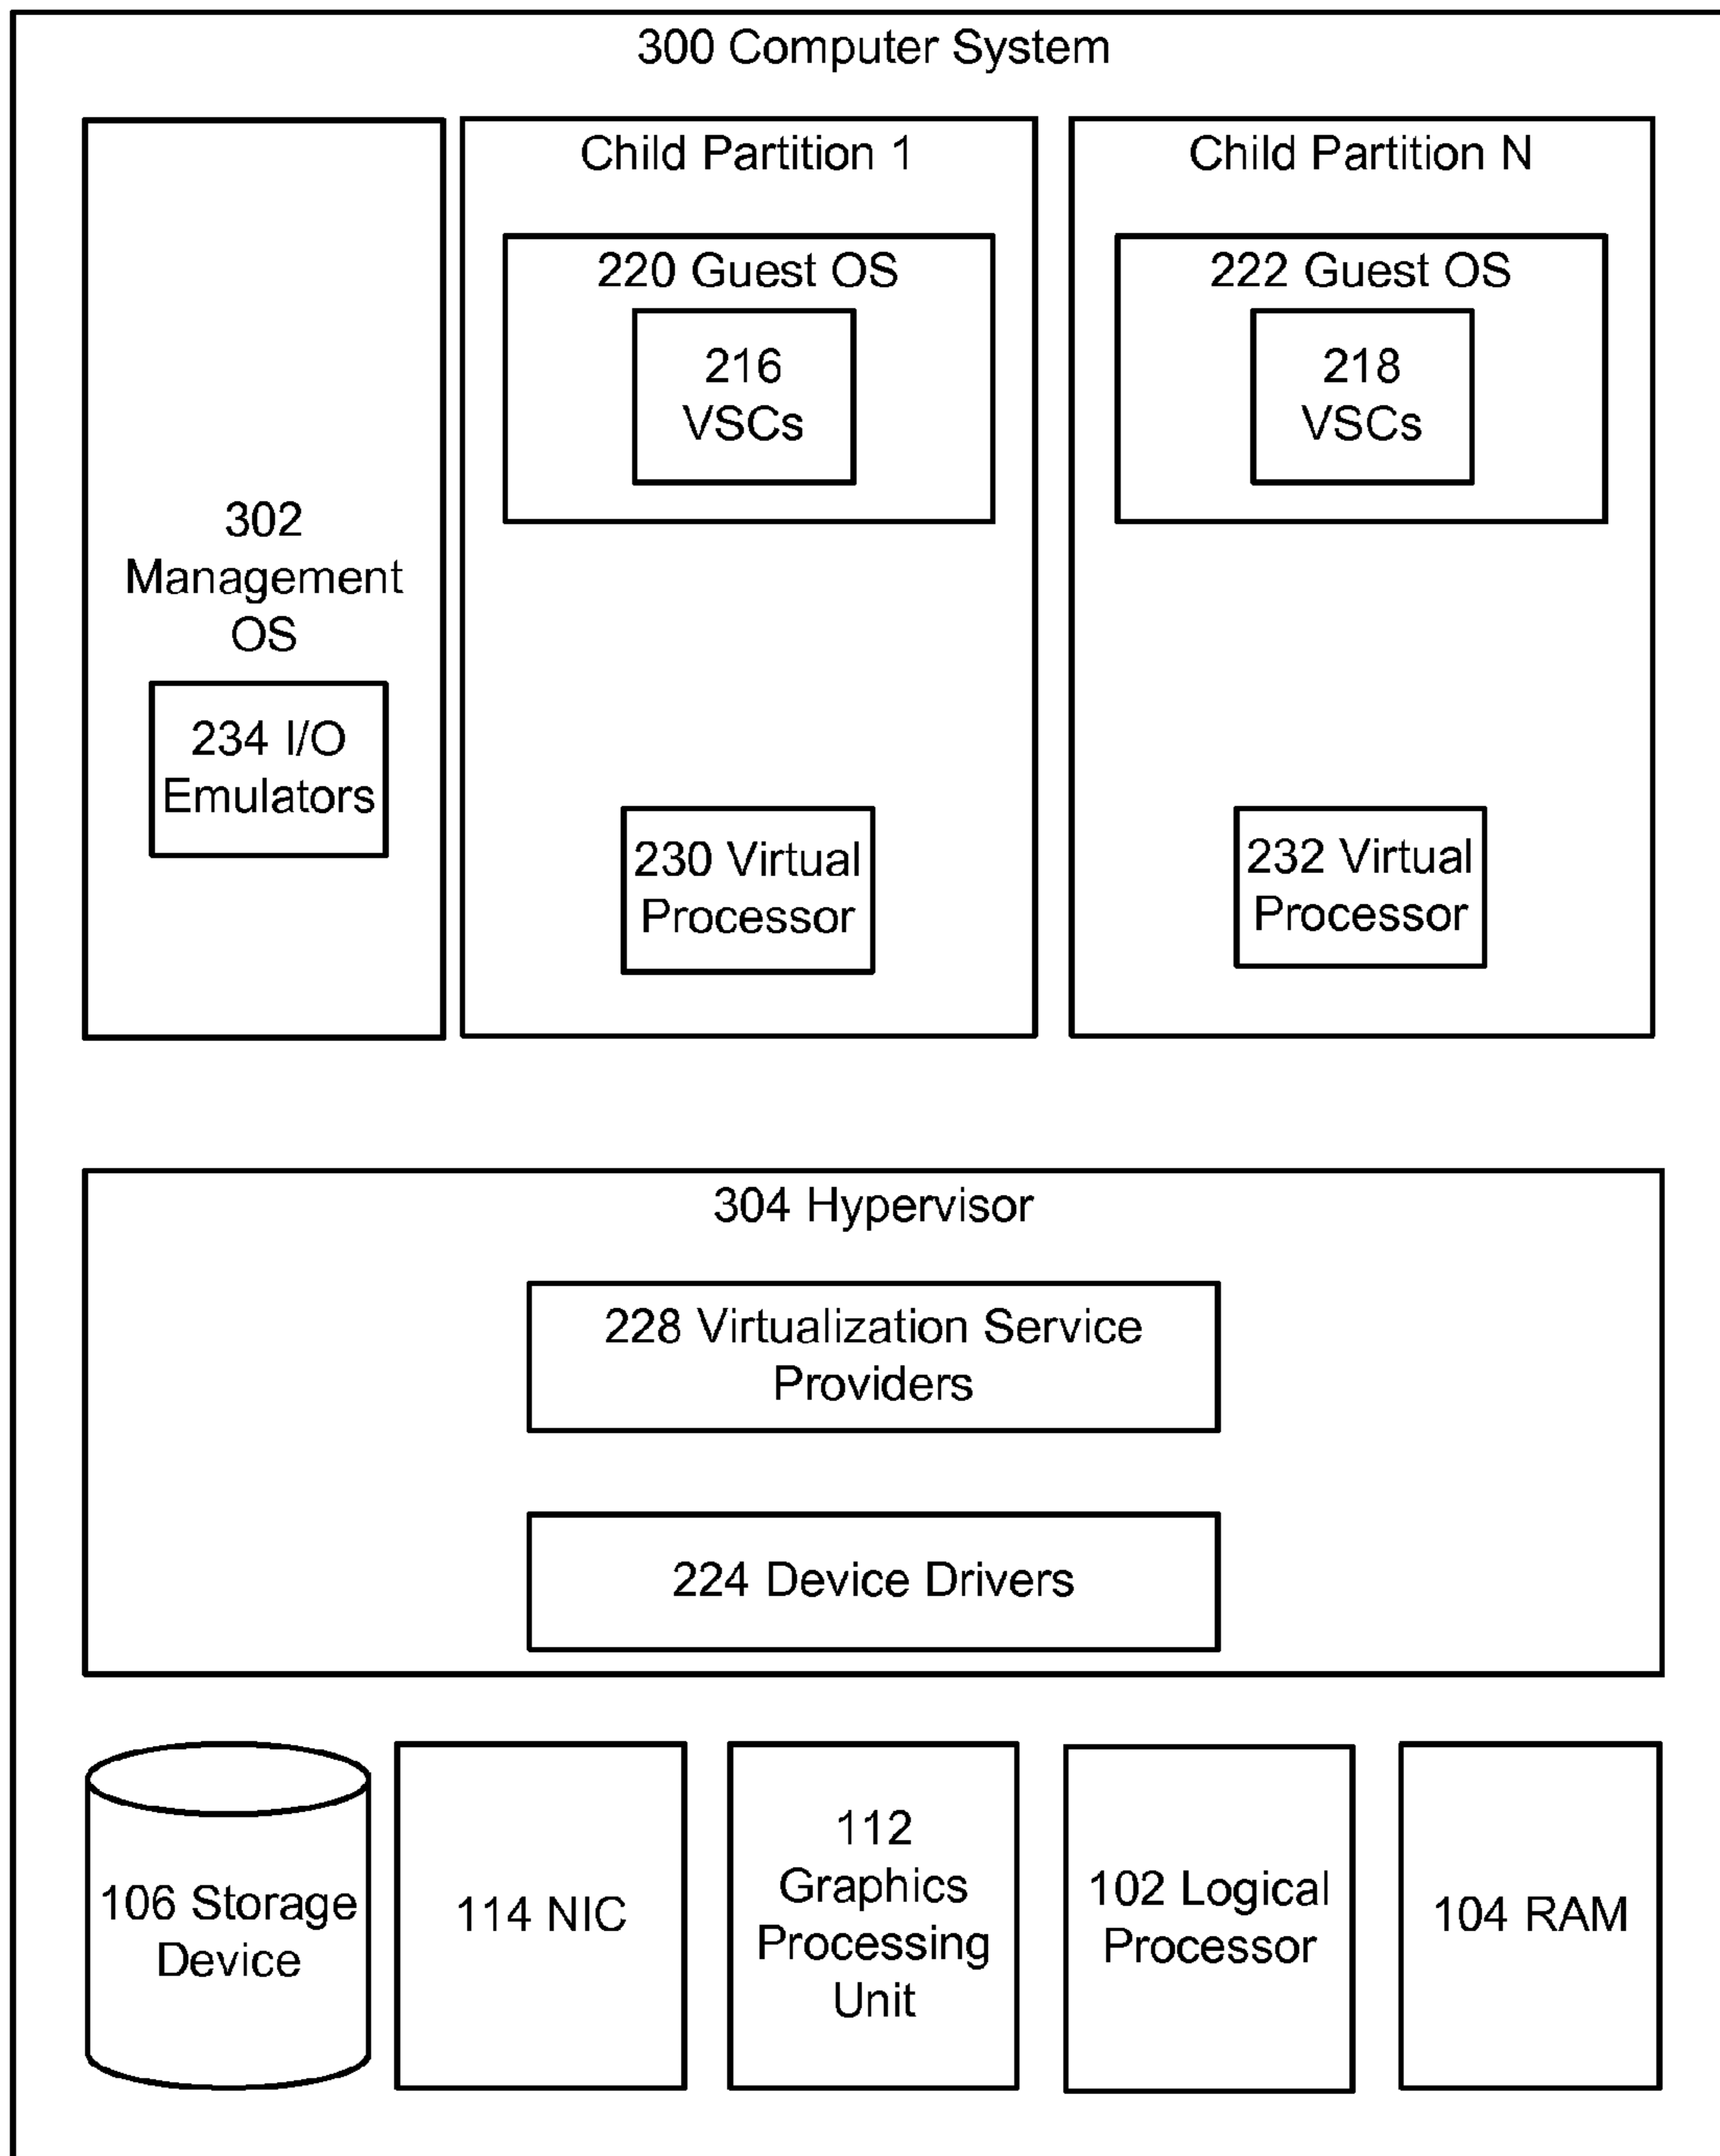 300 Computer System
302
Management
OS
234 I/O
Emulators
Child Partition 1
220 Guest OS
216
VSCs
230 Virtual
Processor
Child Partition N
222 Guest OS
218
VSCs
232 Virtual
Processor
304 Hypervisor
228 Virtualization Service
Providers
224 Device Drivers
106 Storage
Device
114 NIC
112
Graphics
Processing
Unit
102 Logical
Processor
104 RAM